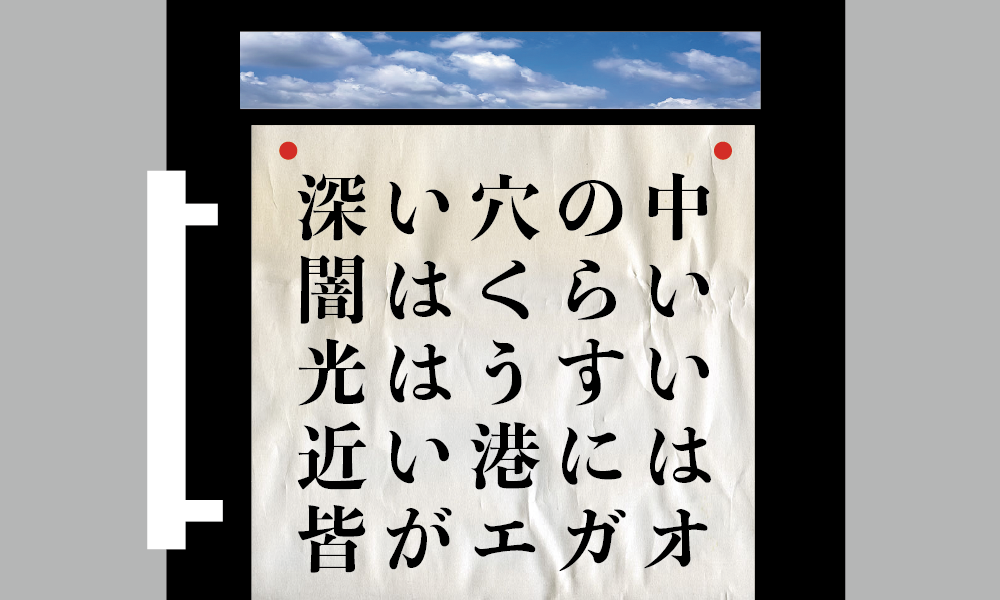 深い穴の中
闇はくらい
光はうすい
近い港には
皆がエガオ